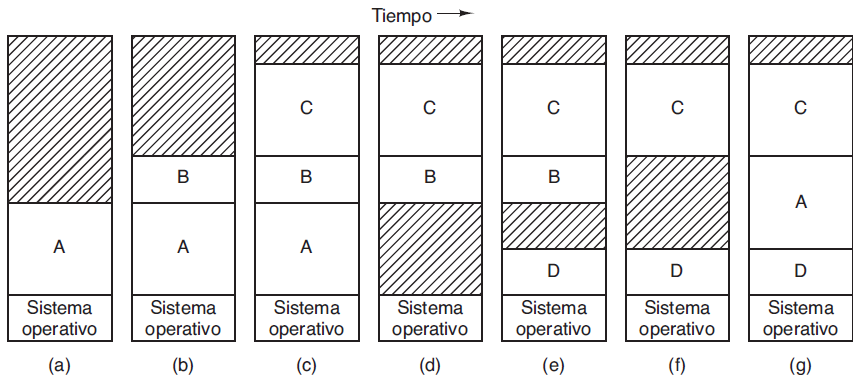 Tiempo
C C C C C
B B B B A
A A A D D D
Sistema operativo Sistema operativo Sistema operativo Sistema operativo Sistema operativo Sistema operativo Sistema operativo
(a) (b) (c) (d) (e) (f) (g)